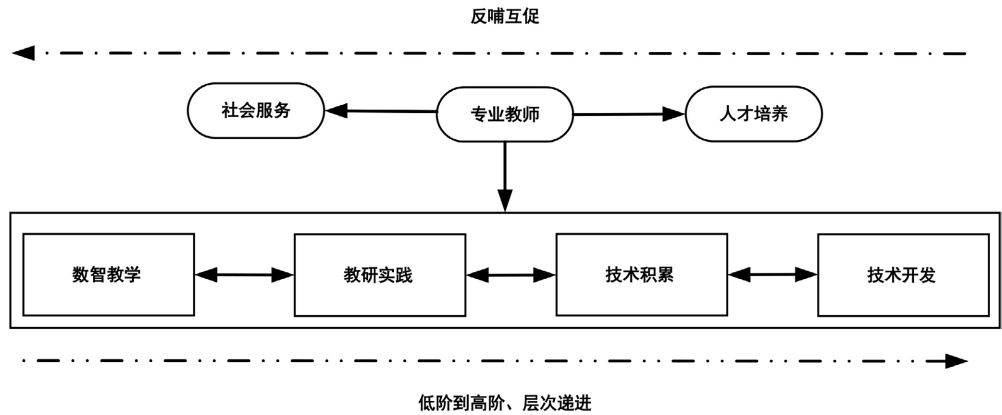 反哺互促
社会服务
专业教师
人才培养
数智教学
教研实践
技术积累
技术开发
低阶到高阶、层次递进